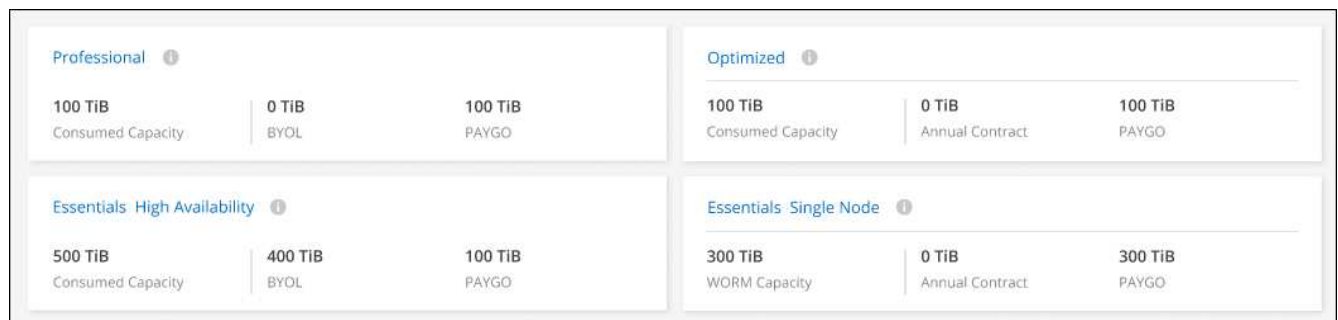 Professional
100 TiB 0 TiB 100 TiB
Consumed Capacity BYOL PAYGO
Optimized
100 TiB 0 TiB 100 TiB
Consumed Capacity Annual Contract PAYGO
Essentials High Availability
500 TiB 400 TiB 100 TiB
Consumed Capacity BYOL PAYGO
Essentials Single Node
300 TiB 0 TiB 300 TiB
WORM Capacity Annual Contract PAYGO